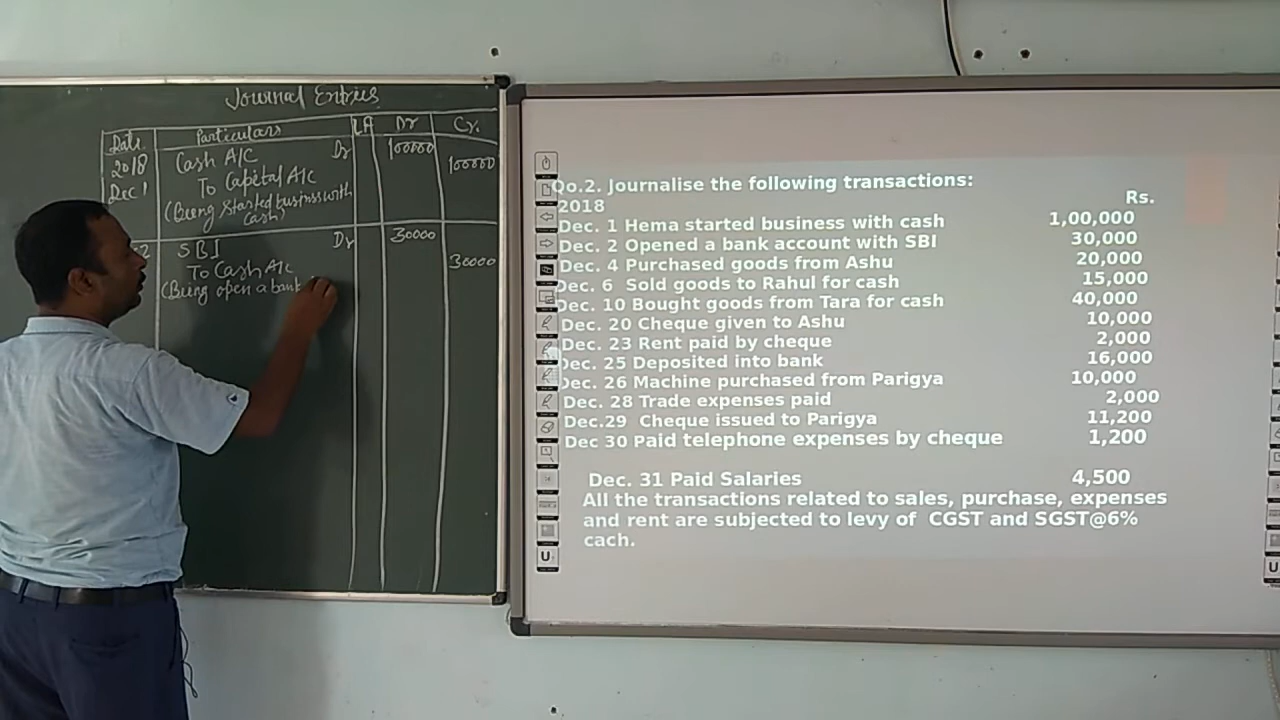 Journal Entries
Date Particulars LF Dr Cr.
2018 Cash A/C Dr 100000
Dec 1 To Capital A/C 100000
(Being started business with
cash)
2 SBI Dr 30000
To Cash A/C 30000
(Being open a bank
Qo.2. Journalise the following transactions:
2018 Rs.
Dec. 1 Hema started business with cash 1,00,000
Dec. 2 Opened a bank account with SBI 30,000
Dec. 4 Purchased goods from Ashu 20,000
Dec. 6 Sold goods to Rahul for cash 15,000
Dec. 10 Bought goods from Tara for cash 40,000
Dec. 20 Cheque given to Ashu 10,000
Dec. 23 Rent paid by cheque 2,000
Dec. 25 Deposited into bank 16,000
Dec. 26 Machine purchased from Parigya 10,000
Dec. 28 Trade expenses paid 2,000
Dec.29 Cheque issued to Parigya 11,200
Dec 30 Paid telephone expenses by cheque 1,200
Dec. 31 Paid Salaries 4,500
All the transactions related to sales, purchase, expenses
and rent are subjected to levy of CGST and SGST@6%
cach.
U
U